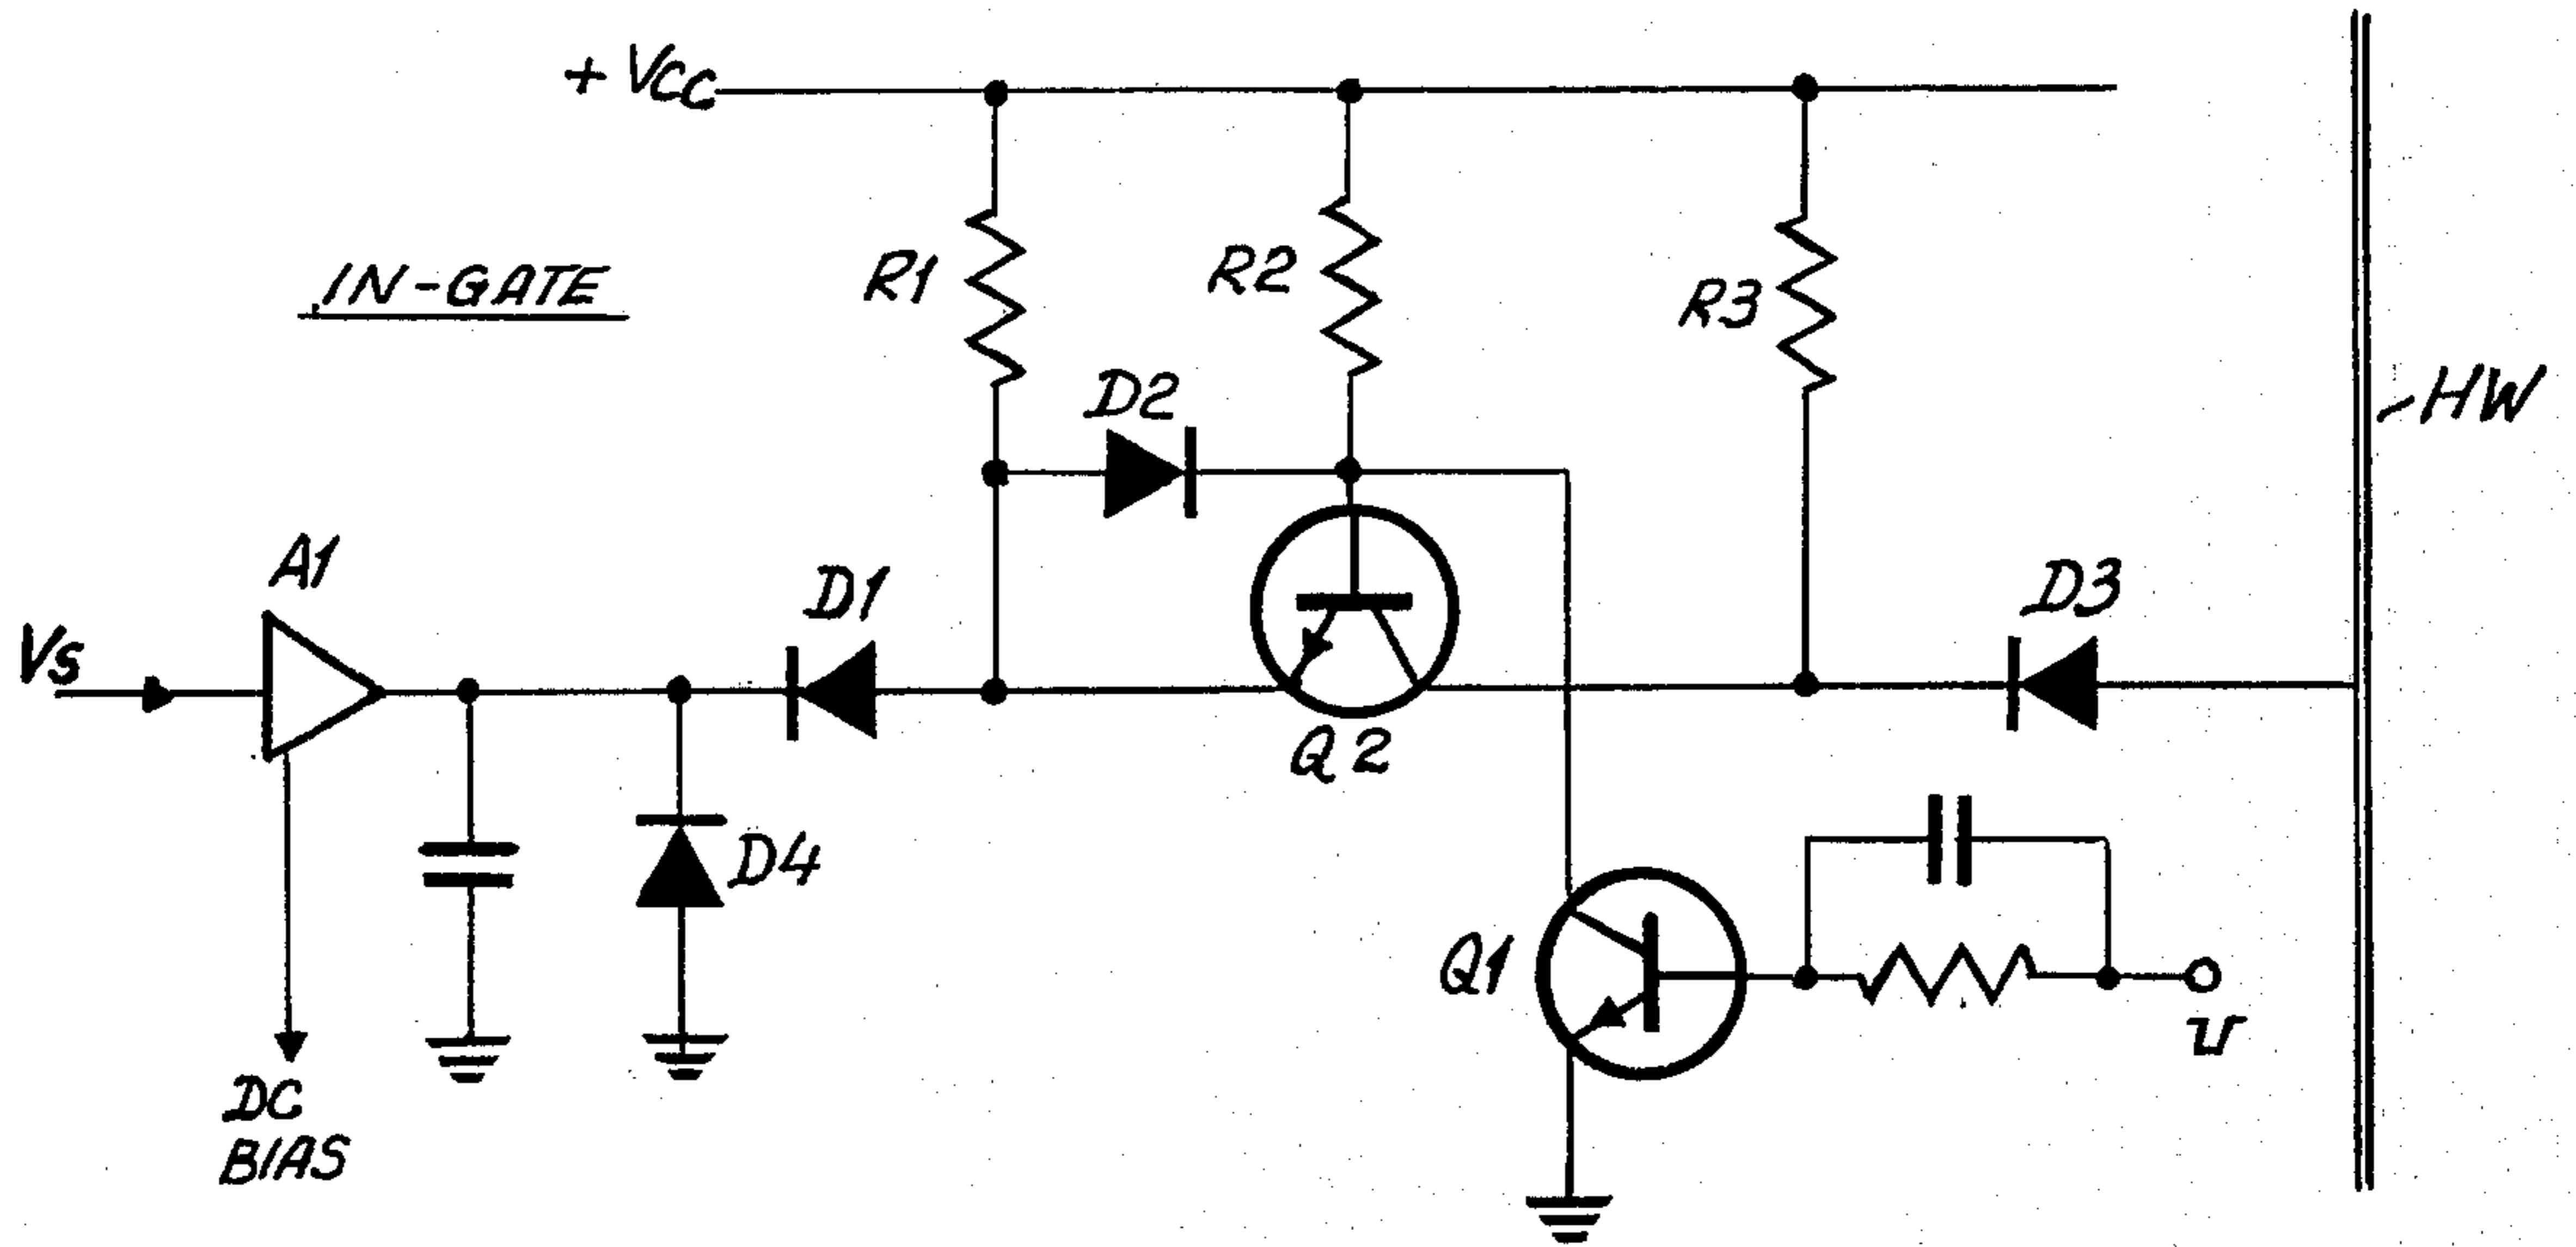 + VCC
IN-GATE
R1
R2
R3
D2
HW
A1
D1
D3
VS
Q2
D4
Q1
DC
BIAS